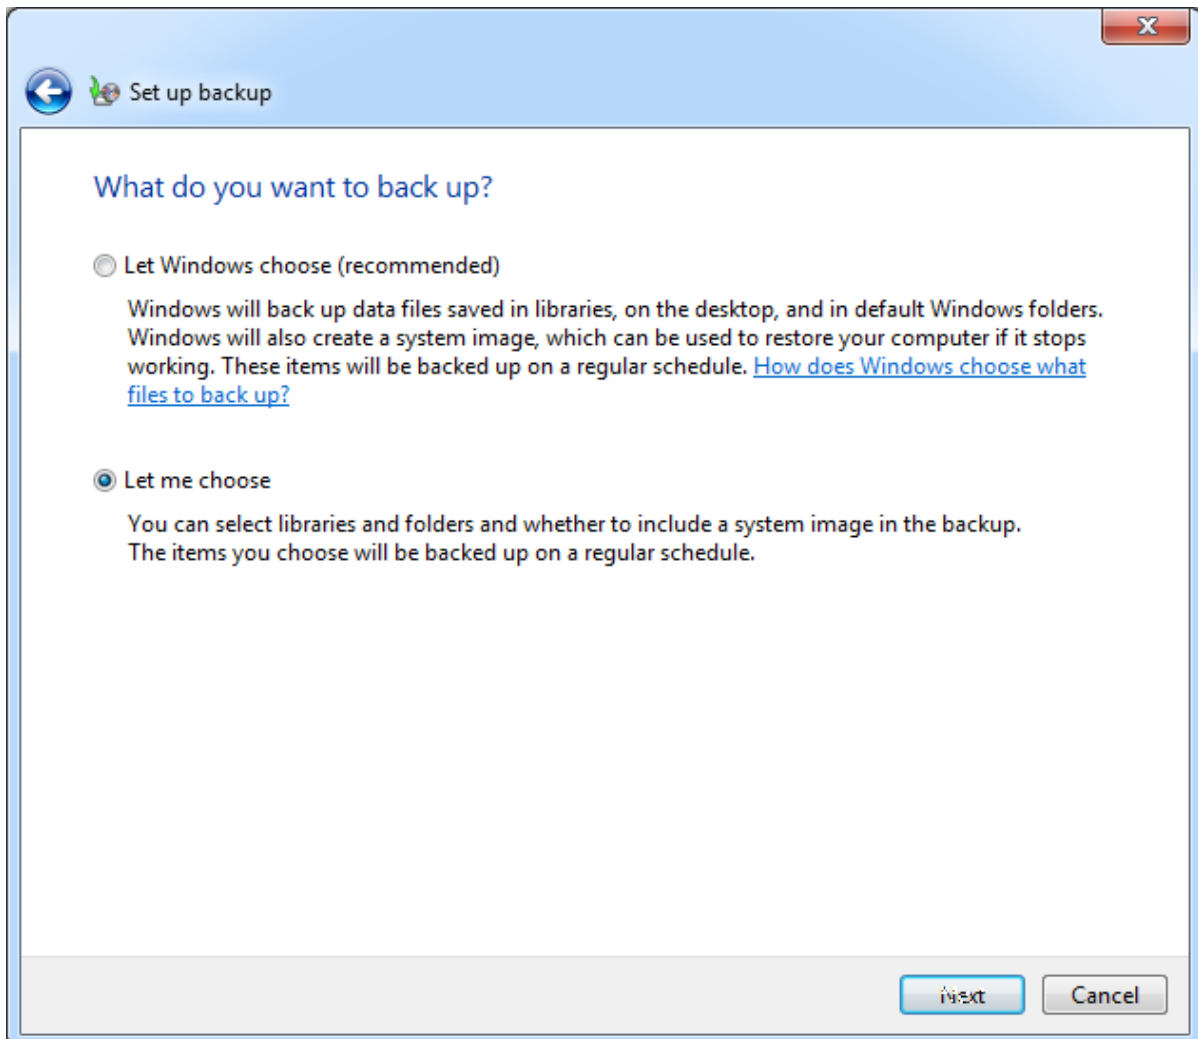 Set up backup
What do you want to back up?
Let Windows choose (recommended)
Windows will back up data files saved in libraries, on the desktop, and in default Windows folders.
Windows will also create a system image, which can be used to restore your computer if it stops
working. These items will be backed up on a regular schedule. How does Windows choose what
files to back up?
Let me choose
You can select libraries and folders and whether to include a system image in the backup.
The items you choose will be backed up on a regular schedule.
Next
Cancel